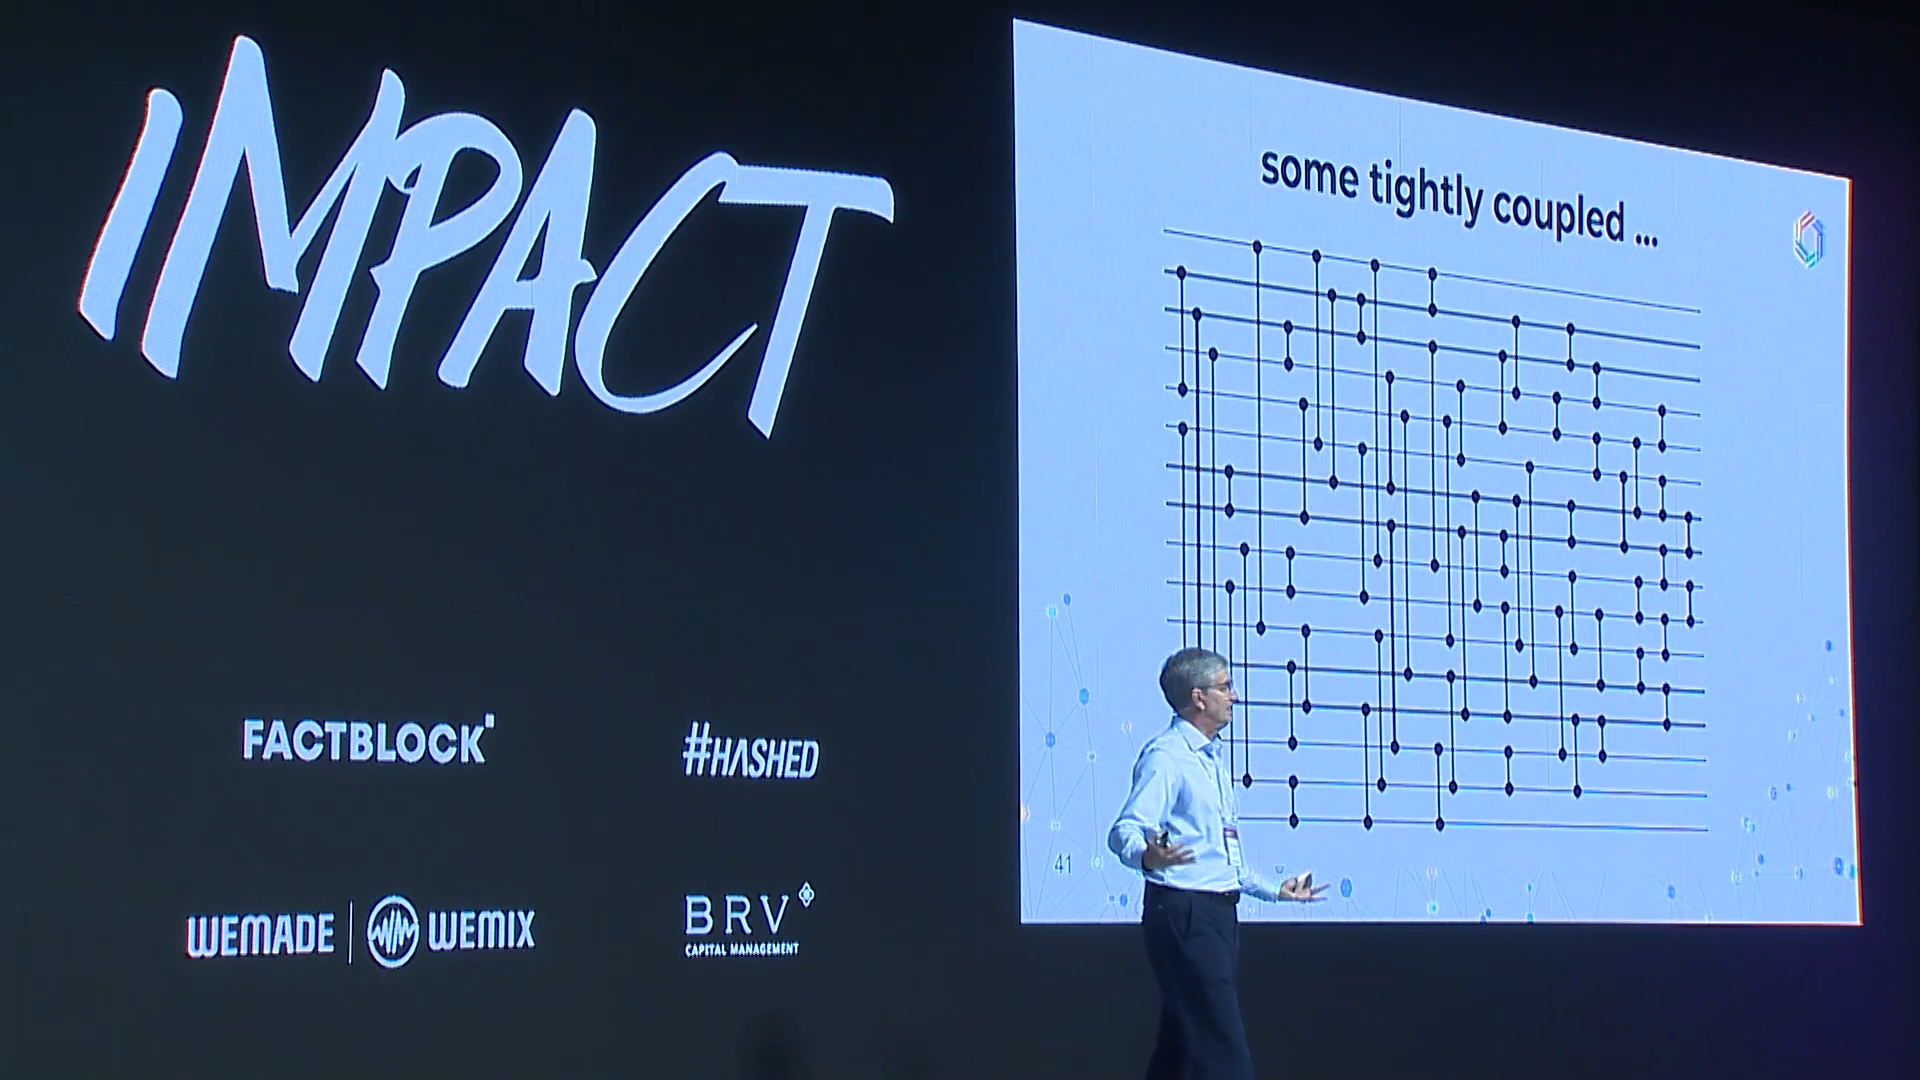 IMPACT
FACTBLOCK
#HASHED
WEMADE | WEMIX
BRV
CAPITAL MANAGEMENT
some tightly coupled ...
41